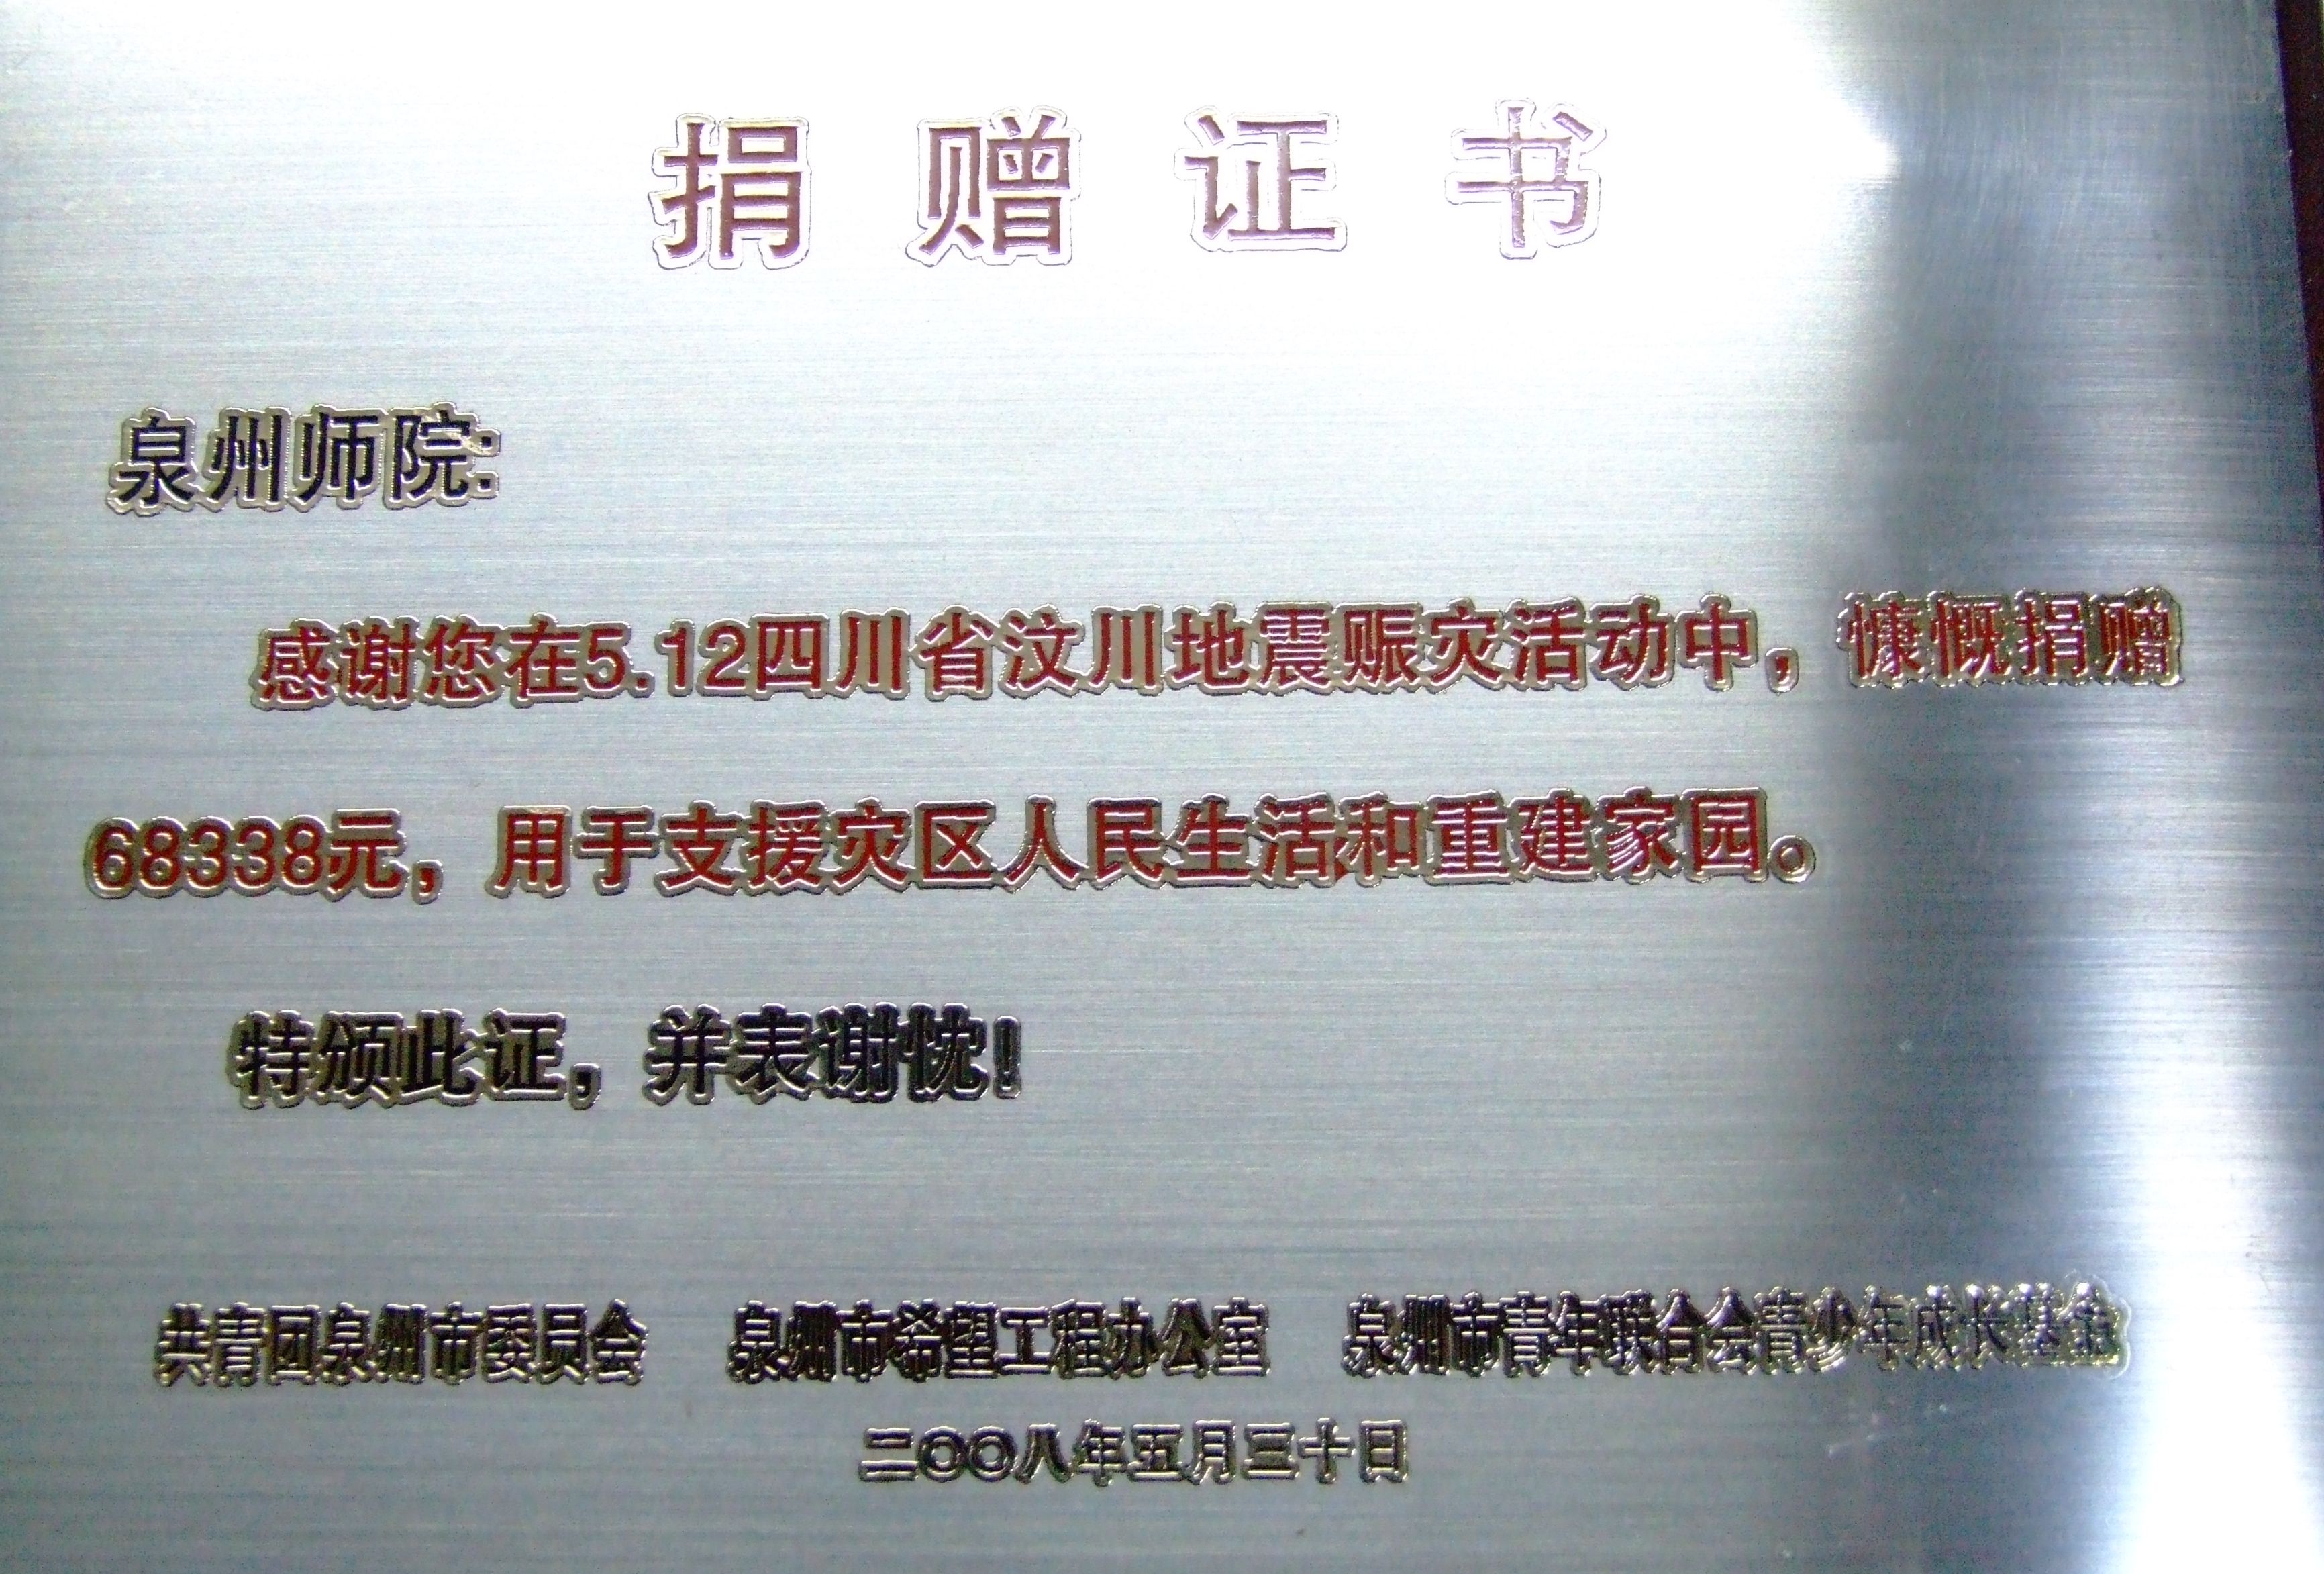 捐赠证书
泉州师院:
感谢您在5.12四川省汶川地震赈灾活动中，慷慨捐赠
68338元，用于支援灾区人民生活和重建家园。
特颁此证，并表谢忱！
共青团泉州市委员会 泉州市希望工程办公室 泉州市青年联合会青少年成长基金
二〇〇八年五月三十日